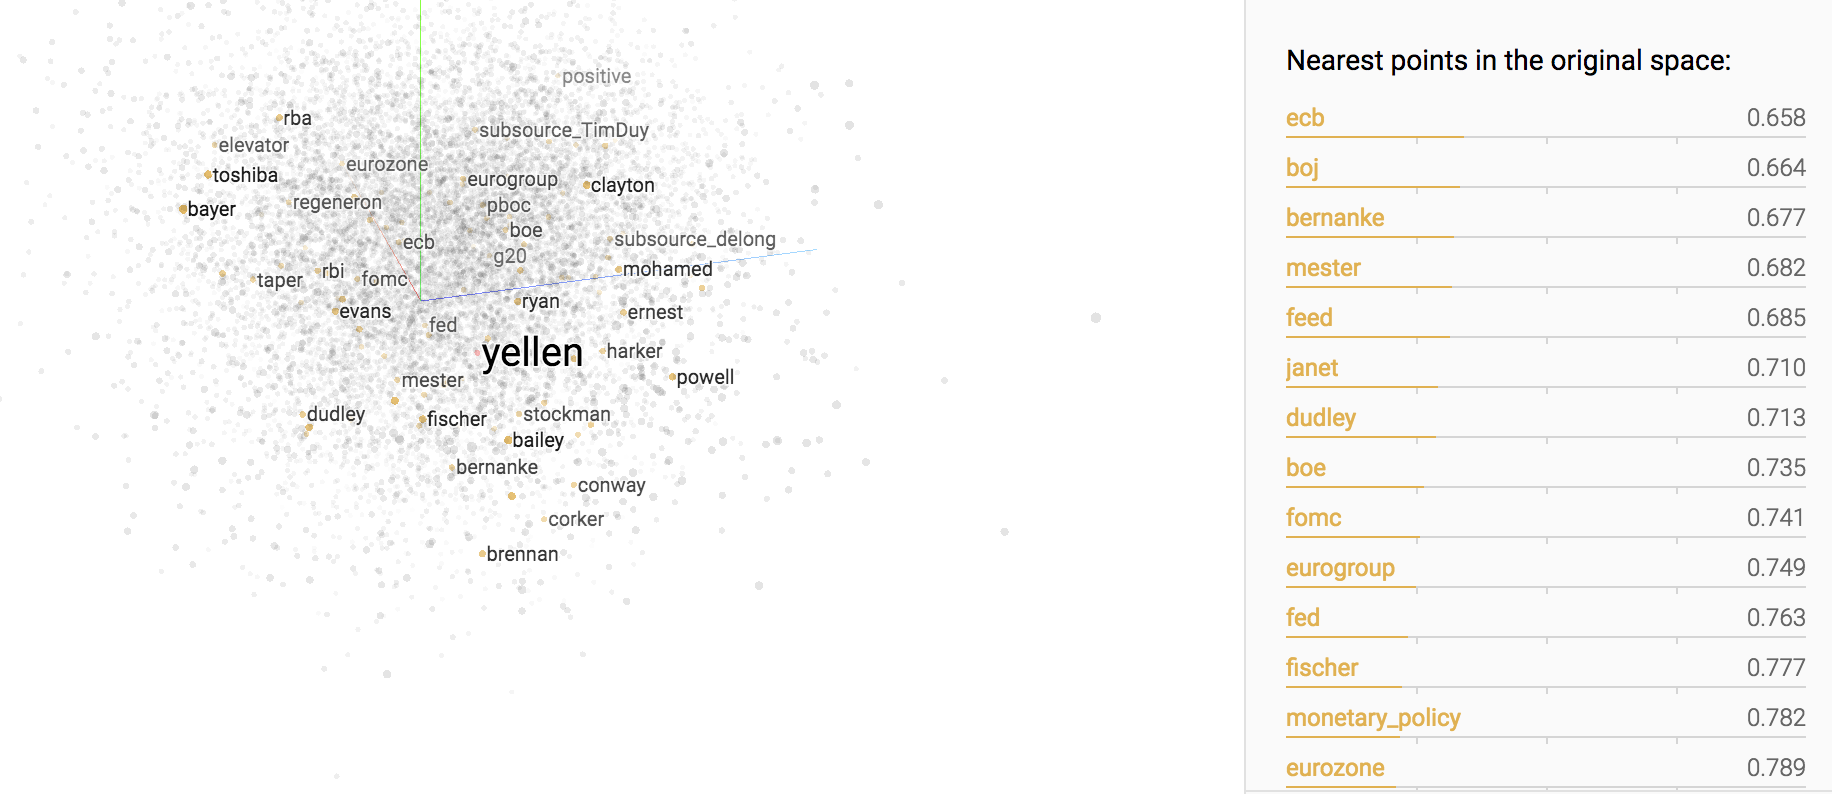 positive
rba
subsource_TimDuy
elevator
eurozone
toshiba
eurogroup
clayton
regeneron
pboc
bayer
boe
ecb
subsource_delong
g20
mohamed
rbi
fomc
taper
ryan
evans
ernest
fed
yellen
harker
powell
mester
dudley
fischer
stockman
bailey
bernanke
conway
corker
brennan
Nearest points in the original space:
ecb 0.658
boj 0.664
bernanke 0.677
mester 0.682
feed 0.685
janet 0.710
dudley 0.713
boe 0.735
fomc 0.741
eurogroup 0.749
fed 0.763
fischer 0.777
monetary_policy 0.782
eurozone 0.789